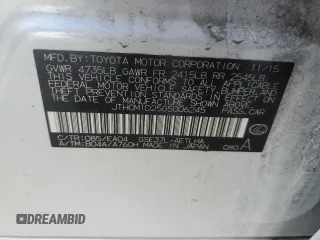 MFD. BY: TOYOTA MOTOR CORPORATION 11/15
GVWR 4735LB GAWR FR 2415LB RR 2545LB
THIS VEHICLE CONFORMS TO ALL APPLICABLE
FEDERAL MOTOR VEHICLE SAFETY, BUMPER, AND
THEFT PREVENTION STANDARDS IN EFFECT ON THE
DATE OF MANUFACTURE SHOWN ABOVE.
PASS. CAR
C/TR: 085/EA04 GSE32L-AETLHA
A/TM: B04A/A760H MADE IN JAPAN 080 A
AUTOBIDMASTER